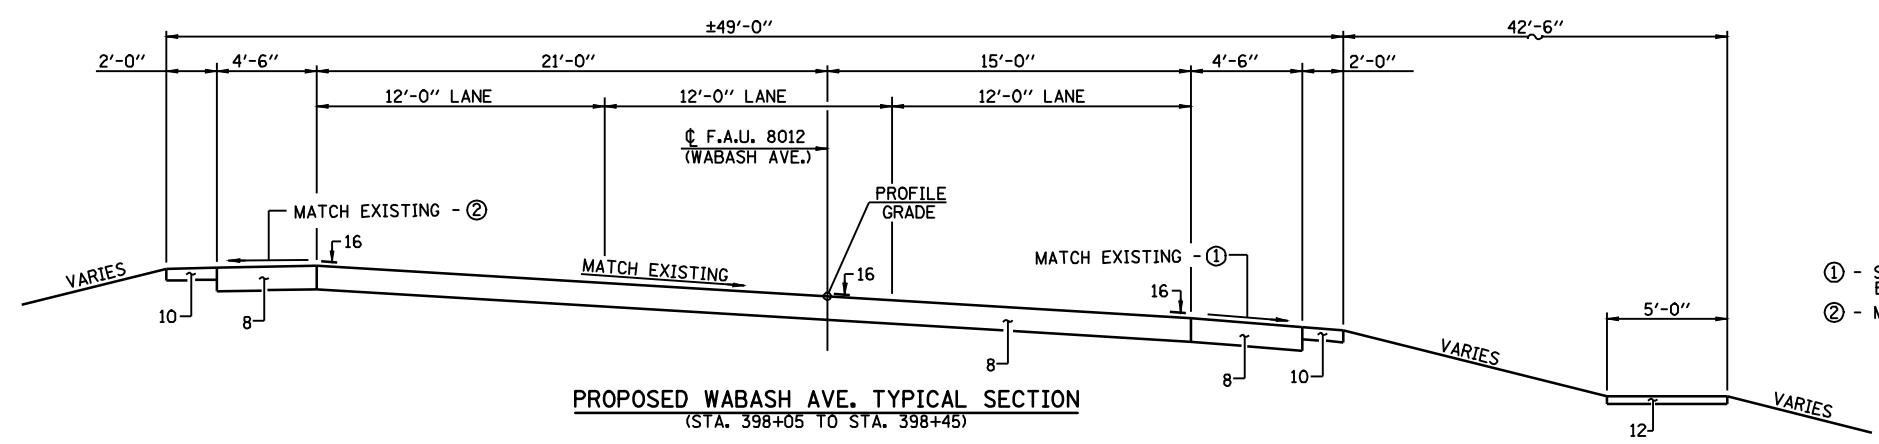 ±49'-0" 42'-6"
2'-0" 4'-6" 21'-0" 15'-0" 4'-6" 2'-0"
12'-0" LANE 12'-0" LANE 12'-0" LANE
℄ F.A.U. 8012
(WABASH AVE.)
PROFILE
GRADE
MATCH EXISTING - ②
16
MATCH EXISTING - ①
VARIES
MATCH EXISTING
16
① - S
16
5'-0"
② - M
10
8
VARIES
8
8
10
PROPOSED WABASH AVE. TYPICAL SECTION
(STA. 398+05 TO STA. 398+45)
VARIES
12